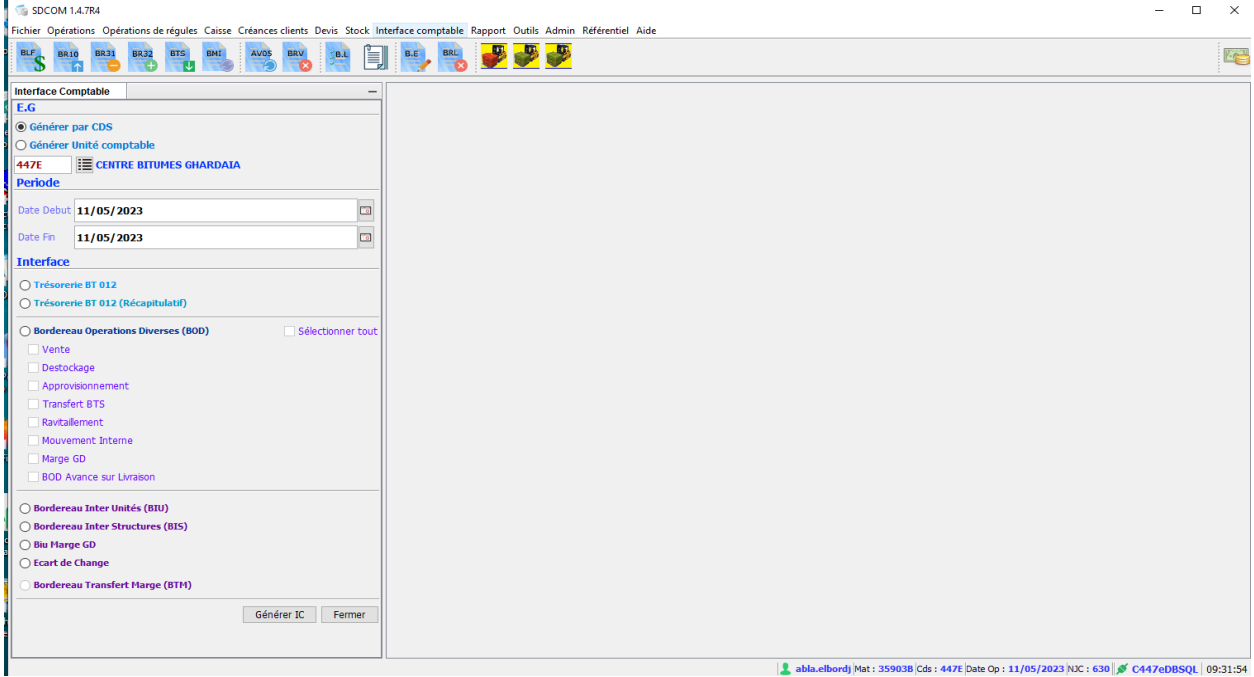 SDCOM 1.4.7R4
Fichier Opérations Opérations de régules Caisse Créances clients Devis Stock Interface comptable Rapport Outils Admin Référentiel Aide
BLF $ BR10 BR31 BR32 BTS BMI AVOS BRV B.L B.E BRL
Interface Comptable
E.G
Générer par CDS
Générer Unité comptable
447E CENTRE BITUMES GHARDAIA
Periode
Date Debut 11/05/2023
Date Fin 11/05/2023
Interface
Trésorerie BT 012
Trésorerie BT 012 (Récapitulatif)
Bordereau Operations Diverses (BOD) Sélectionner tout
Vente
Destockage
Approvisionnement
Transfert BTS
Ravitaillement
Mouvement Interne
Marge GD
BOD Avance sur Livraison
Bordereau Inter Unités (BIU)
Bordereau Inter Structures (BIS)
Biu Marge GD
Ecart de Change
Bordereau Transfert Marge (BTM)
Générer IC Fermer
abla.elbordj Mat : 35903B Cds : 447E Date Op : 11/05/2023 NJC : 630 C447eDBSQL 09:31:54